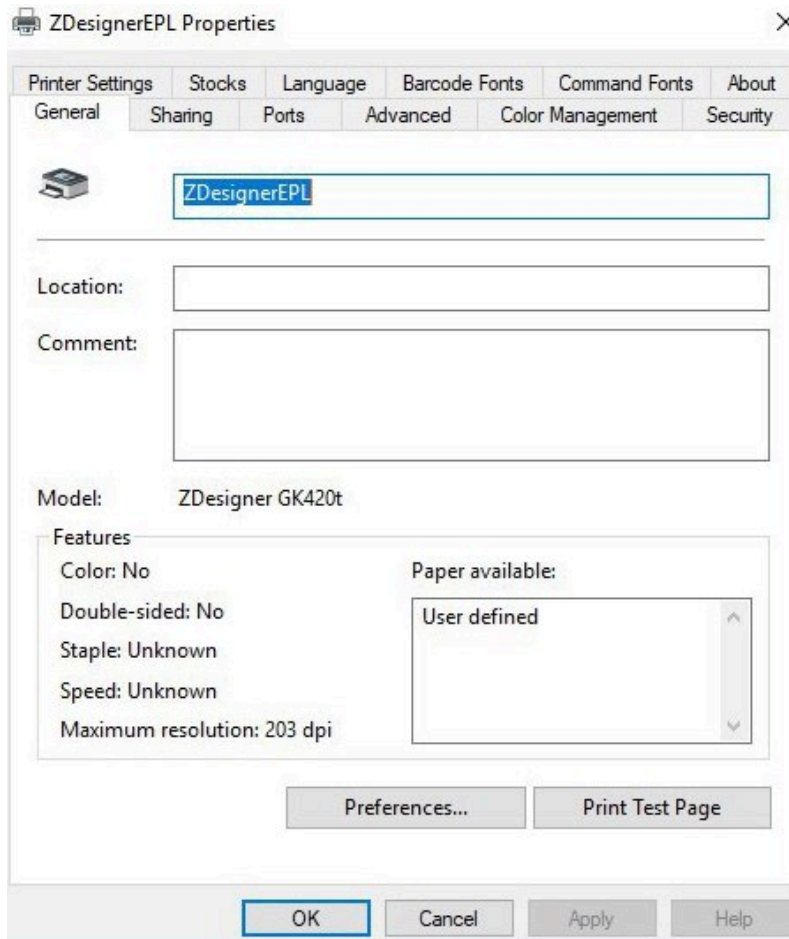 ZDesignerEPL Properties
Printer Settings Stocks Language Barcode Fonts Command Fonts About
General Sharing Ports Advanced Color Management Security
ZDesignerEPL
Location:
Comment:
Model: ZDesigner GK420t
Features
Color: No
Paper available:
Double-sided: No
User defined
Staple: Unknown
Speed: Unknown
Maximum resolution: 203 dpi
Preferences... Print Test Page
OK Cancel Apply Help